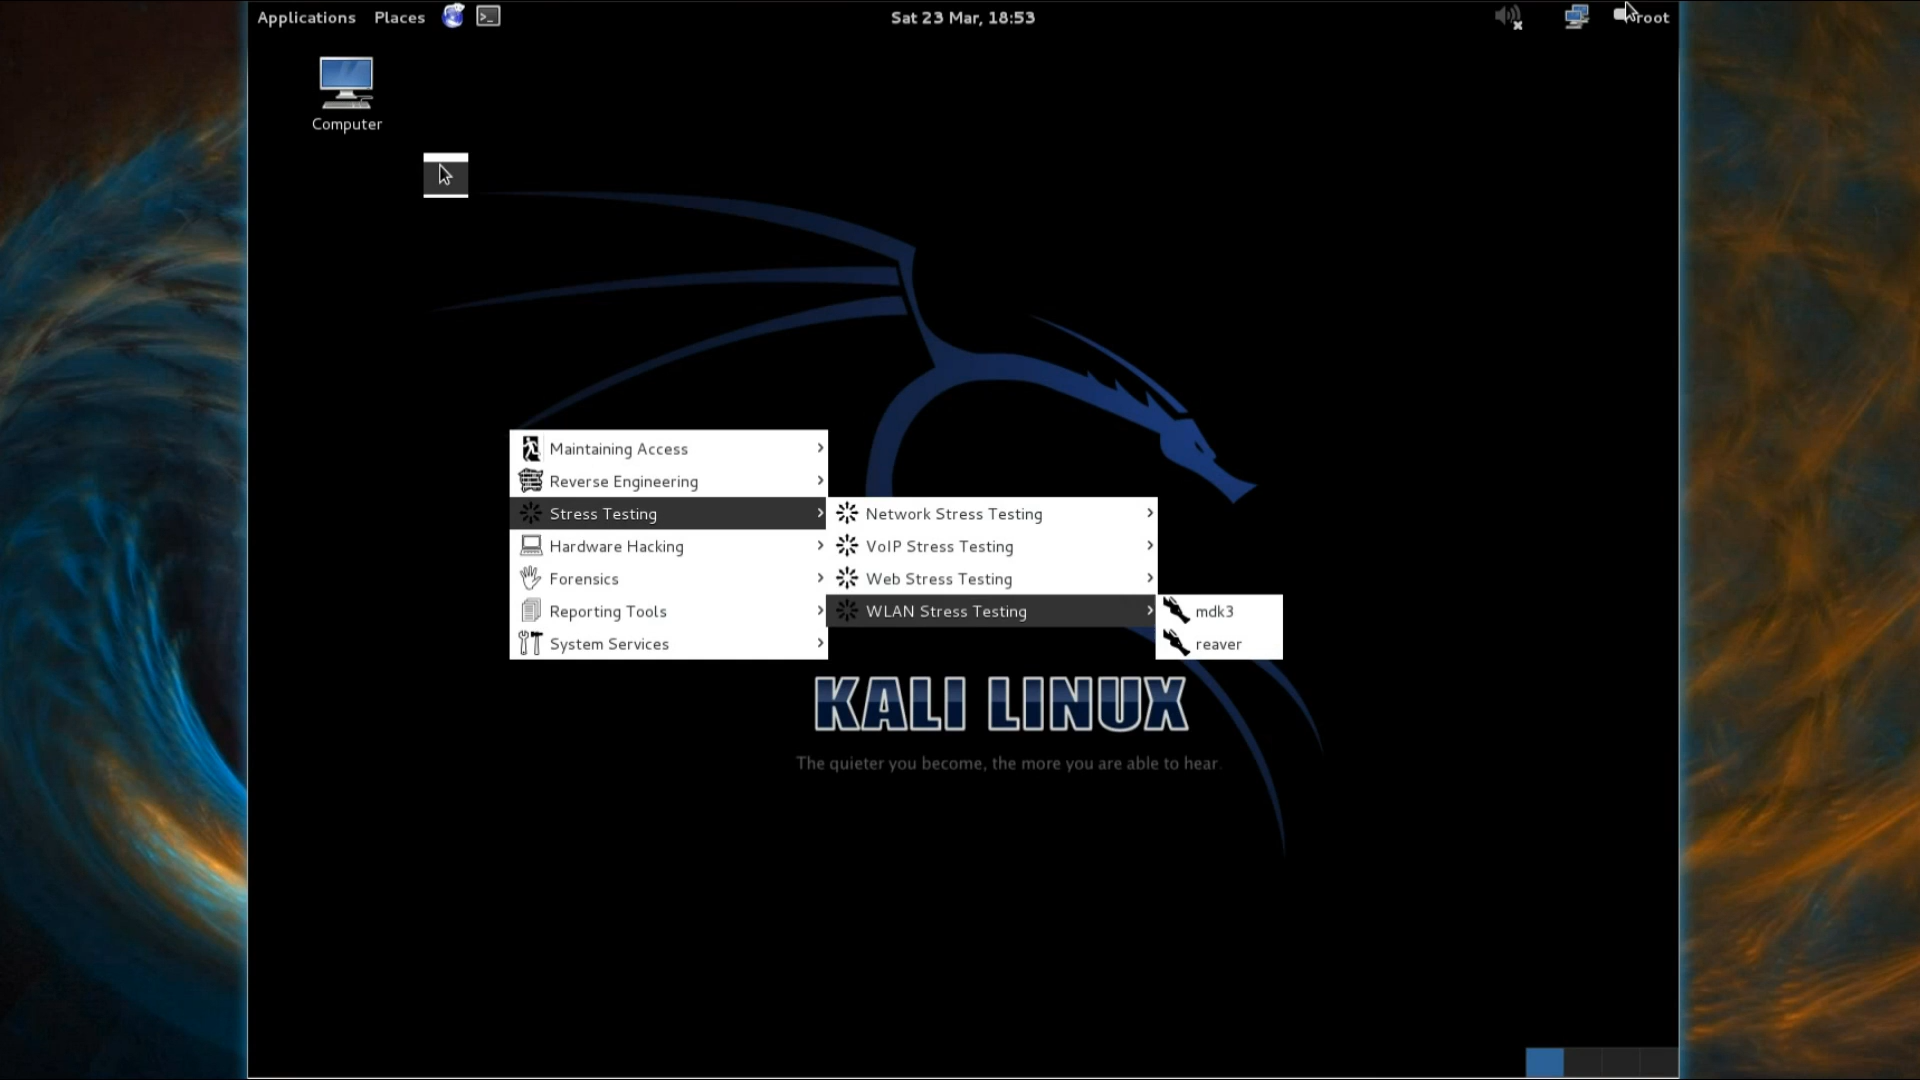 Applications Places Sat 23 Mar, 18:53 root
Computer
Maintaining Access
Reverse Engineering
Stress Testing
Hardware Hacking
Forensics
Reporting Tools
System Services
Network Stress Testing
VoIP Stress Testing
Web Stress Testing
WLAN Stress Testing
mdk3
reaver
KALI LINUX
The quieter you become, the more you are able to hear.